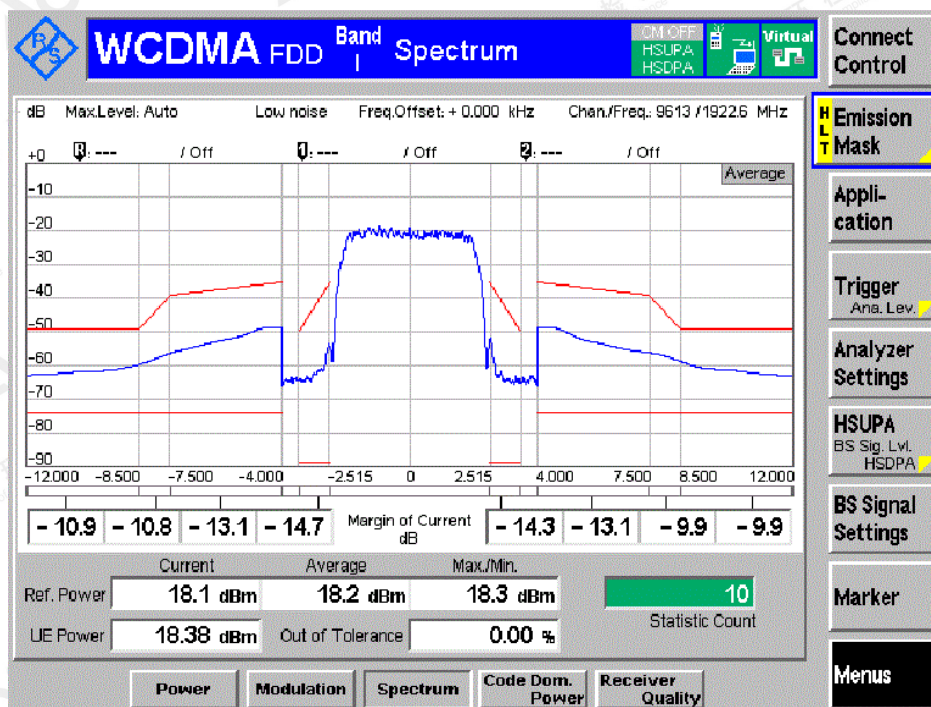 R S
WCDMA FDD Band I Spectrum
CM OFF
HSUPA
HSDPA
Virtual
Connect
Control
dB Max.Level: Auto Low noise Freq.Offset: + 0.000 kHz Chan./Freq.: 9613 / 1922.6 MHz
R : --- / Off 1 : --- / Off 2 : --- / Off
H L T
Emission
Mask
+0
Average
-10
-20
-30
-40
-50
-60
-70
-80
-90
Appli-
cation
Trigger
Ana. Lev.
Analyzer
Settings
HSUPA
BS Sig. Lvl.
HSDPA
-12.000 -8.500 -7.500 -4.000 -2.515 0 2.515 4.000 7.500 8.500 12.000
- 10.9 - 10.8 - 13.1 - 14.7 Margin of Current dB - 14.3 - 13.1 - 9.9 - 9.9
BS Signal
Settings
Current Average Max./Min.
Ref. Power 18.1 dBm 18.2 dBm 18.3 dBm 10
Statistic Count
UE Power 18.38 dBm Out of Tolerance 0.00 %
Marker
Menus
Power Modulation Spectrum Code Dom. Power Receiver Quality